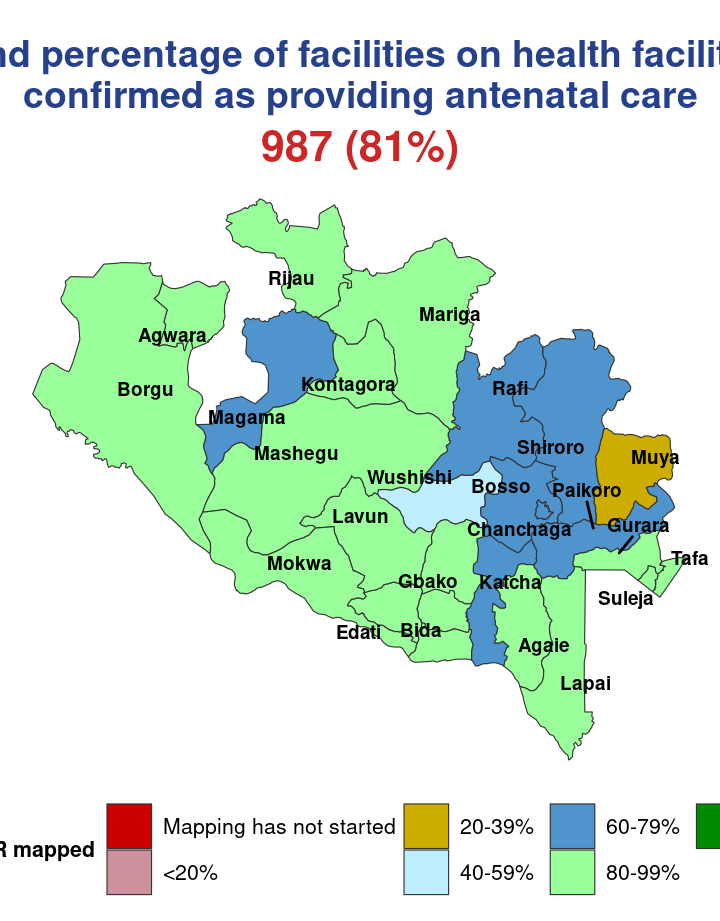 nd percentage of facilities on health facilit
confirmed as providing antenatal care
987 (81%)
Rijau
Mariga
Agwara
Borgu
Kontagora
Rafi
Magama
Mashegu
Shiroro
Muya
Wushishi
Bosso
Paikoro
Lavun
Chanchaga
Gurara
Mokwa
Tafa
Gbako
Katcha
Suleja
Edati
Bida
Agaie
Lapai
R mapped
Mapping has not started
20-39%
60-79%
<20%
40-59%
80-99%